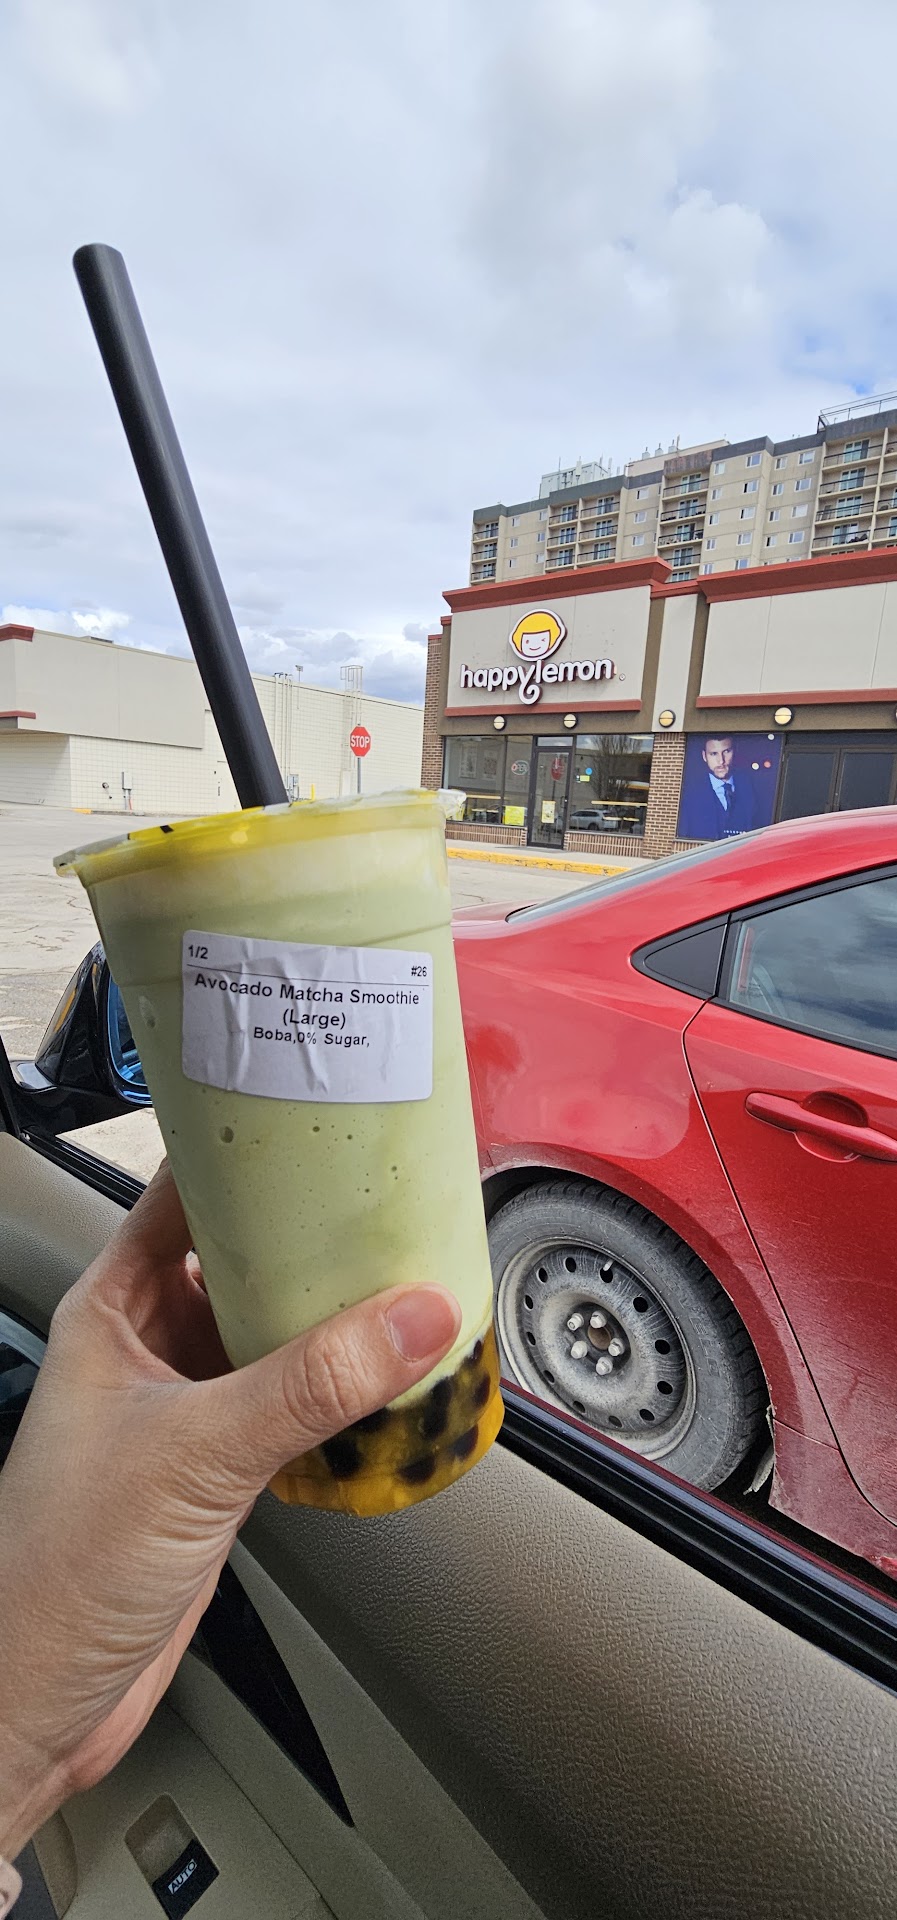 happylemon
STOP
1/2
#26
Avocado Matcha Smoothie
(Large)
Boba,0% Sugar,
AUTO